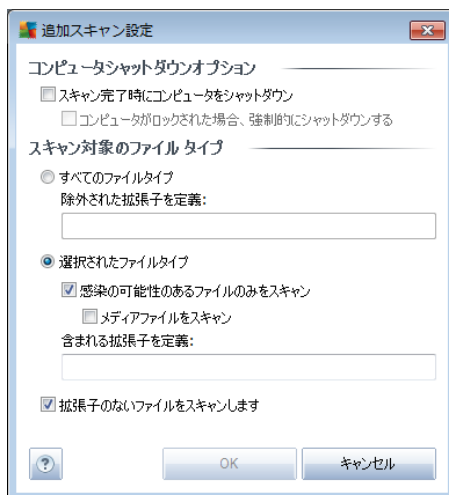 追加スキャン設定
コンピュータシャットダウンオプション
スキャン完了時にコンピュータをシャットダウン
コンピュータがロックされた場合、強制的にシャットダウンする
スキャン対象のファイル タイプ
すべてのファイルタイプ
除外された拡張子を定義:
選択されたファイルタイプ
感染の可能性のあるファイルのみをスキャン
メディアファイルをスキャン
含まれる拡張子を定義:
拡張子のないファイルをスキャンします
? OK キャンセル